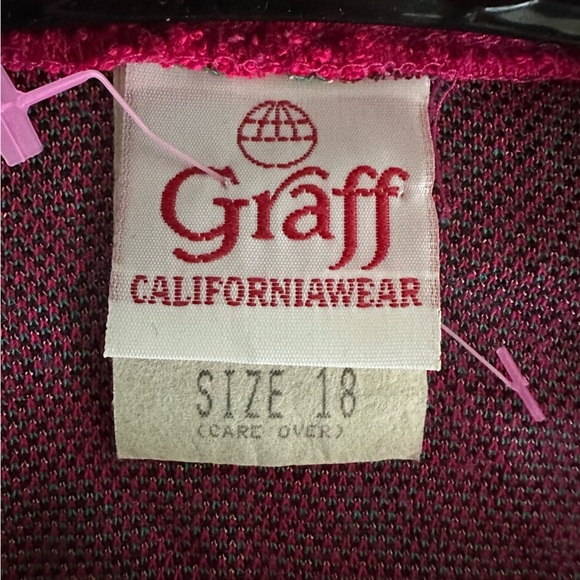 Graff
CALIFORNIAWEAR
SIZE 18
(CARE OVER)